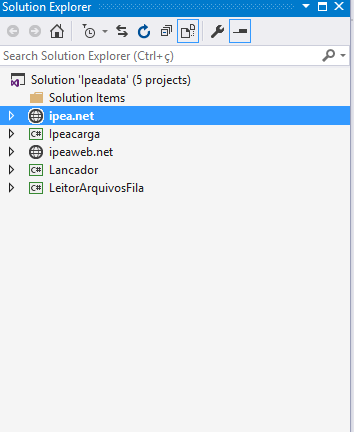 Solution Explorer
Search Solution Explorer (Ctrl+ç)
Solution 'Ipeadata' (5 projects)
Solution Items
ipea.net
C# Ipeacarga
ipeaweb.net
C# Lancador
C# LeitorArquivosFila